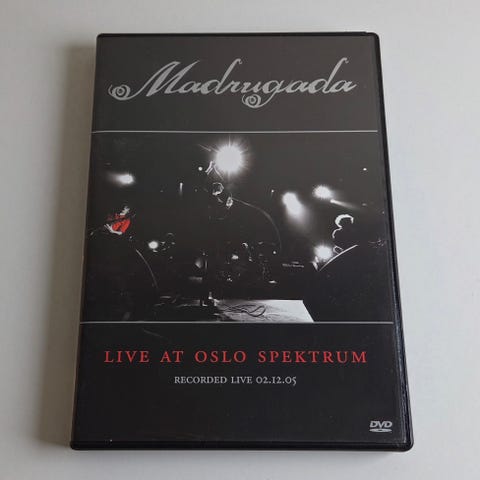 Madrugada
LIVE AT OSLO SPEKTRUM
RECORDED LIVE 02.12.05
DVD